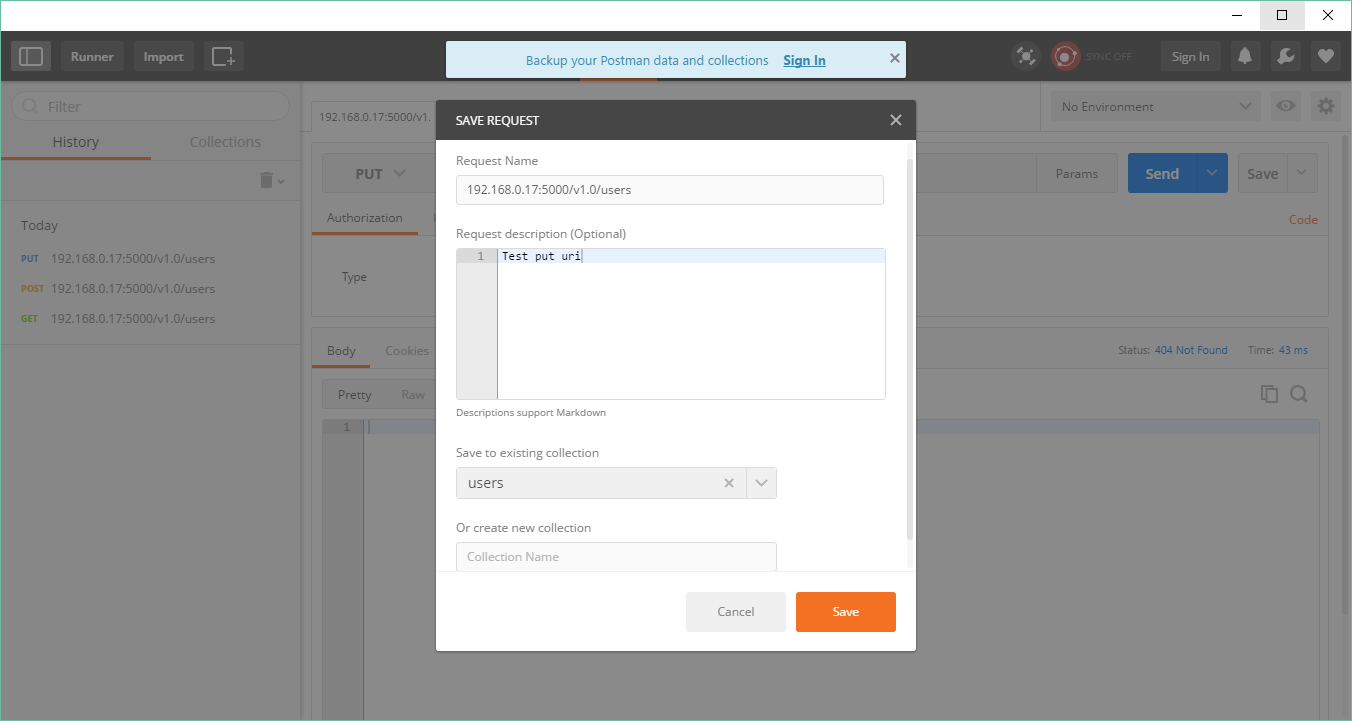 Runner
Import
Backup your Postman data and collections Sign In
SYNC OFF
Sign In
Filter
History Collections
Today
PUT 192.168.0.17:5000/v1.0/users
POST 192.168.0.17:5000/v1.0/users
GET 192.168.0.17:5000/v1.0/users
192.168.0.17:5000/v1.
No Environment
PUT
Params
Send
Save
Authorization
Code
Type
Body Cookies
Status: 404 Not Found Time: 43 ms
Pretty Raw
1
SAVE REQUEST
Request Name
192.168.0.17:5000/v1.0/users
Request description (Optional)
1 Test put uri
Descriptions support Markdown
Save to existing collection
users
Or create new collection
Collection Name
Cancel Save